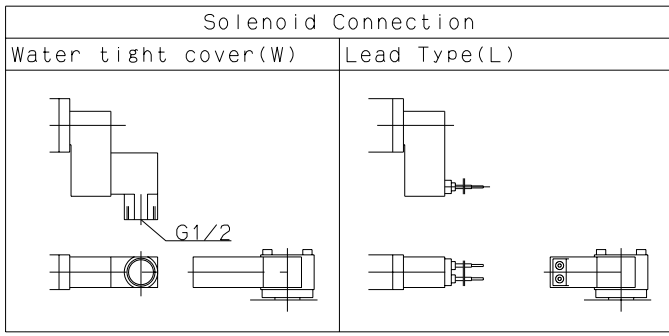 Solenoid Connection
Water tight cover(W)
Lead Type(L)
G1/2